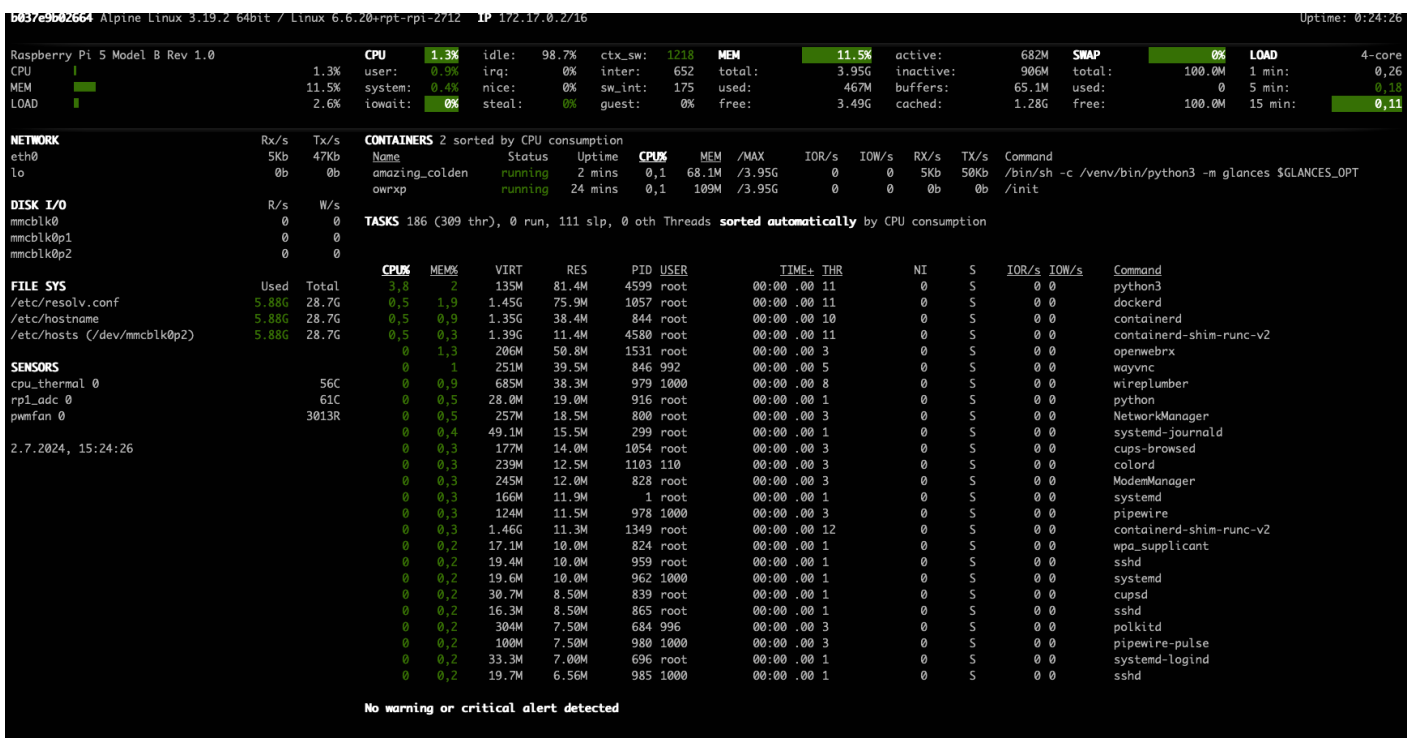 b037e9b02664 Alpine Linux 3.19.2 64bit / Linux 6.6.20+rpt-rpi-2712 IP 172.17.0.2/16 Uptime: 0:24:26
Raspberry Pi 5 Model B Rev 1.0 CPU 1.3% idle: 98.7% ctx_sw: 1218 MEM 11.5% active: 682M SWAP 0% LOAD 4-core
CPU 1.3% user: 0.9% irq: 0% inter: 652 total: 3.95G inactive: 906M total: 100.0M 1 min: 0,26
MEM 11.5% system: 0.4% nice: 0% sw_int: 175 used: 467M buffers: 65.1M used: 0 5 min: 0,18
LOAD 2.6% iowait: 0% steal: 0% guest: 0% free: 3.49G cached: 1.28G free: 100.0M 15 min: 0,11
NETWORK Rx/s Tx/s CONTAINERS 2 sorted by CPU consumption
eth0 5Kb 47Kb Name Status Uptime CPU% MEM /MAX IOR/s IOW/s RX/s TX/s Command
lo 0b 0b amazing_colden running 2 mins 0,1 68.1M /3.95G 0 0 5Kb 50Kb /bin/sh -c /venv/bin/python3 -m glances $GLANCES_OPT
owrxp running 24 mins 0,1 109M /3.95G 0 0 0b 0b /init
DISK I/O R/s W/s
mmcblk0 0 0 TASKS 186 (309 thr), 0 run, 111 slp, 0 oth Threads sorted automatically by CPU consumption
mmcblk0p1 0 0
mmcblk0p2 0 0
CPU% MEM% VIRT RES PID USER TIME+ THR NI S IOR/s IOW/s Command
FILE SYS Used Total 3,8 2 135M 81.4M 4599 root 00:00 .00 11 0 S 0 0 python3
/etc/resolv.conf 5.88G 28.7G 0,5 1,9 1.45G 75.9M 1057 root 00:00 .00 11 0 S 0 0 dockerd
/etc/hostname 5.88G 28.7G 0,5 0,9 1.35G 38.4M 844 root 00:00 .00 10 0 S 0 0 containerd
/etc/hosts (/dev/mmcblk0p2) 5.88G 28.7G 0,5 0,3 1.39G 11.4M 4580 root 00:00 .00 11 0 S 0 0 containerd-shim-runc-v2
0 1,3 206M 50.8M 1531 root 00:00 .00 3 0 S 0 0 openwebrx
SENSORS 0 1 251M 39.5M 846 992 00:00 .00 5 0 S 0 0 wayvnc
cpu_thermal 0 56C 0 0,9 685M 38.3M 979 1000 00:00 .00 8 0 S 0 0 wireplumber
rp1_adc 0 61C 0 0,5 28.0M 19.0M 916 root 00:00 .00 1 0 S 0 0 python
pwmfan 0 3013R 0 0,5 257M 18.5M 800 root 00:00 .00 3 0 S 0 0 NetworkManager
0 0,4 49.1M 15.5M 299 root 00:00 .00 1 0 S 0 0 systemd-journald
2.7.2024, 15:24:26 0 0,3 177M 14.0M 1054 root 00:00 .00 3 0 S 0 0 cups-browsed
0 0,3 239M 12.5M 1103 110 00:00 .00 3 0 S 0 0 colord
0 0,3 245M 12.0M 828 root 00:00 .00 3 0 S 0 0 ModemManager
0 0,3 166M 11.9M 1 root 00:00 .00 1 0 S 0 0 systemd
0 0,3 124M 11.5M 978 1000 00:00 .00 3 0 S 0 0 pipewire
0 0,3 1.46G 11.3M 1349 root 00:00 .00 12 0 S 0 0 containerd-shim-runc-v2
0 0,2 17.1M 10.0M 824 root 00:00 .00 1 0 S 0 0 wpa_supplicant
0 0,2 19.4M 10.0M 959 root 00:00 .00 1 0 S 0 0 sshd
0 0,2 19.6M 10.0M 962 1000 00:00 .00 1 0 S 0 0 systemd
0 0,2 30.7M 8.50M 839 root 00:00 .00 1 0 S 0 0 cupsd
0 0,2 16.3M 8.50M 865 root 00:00 .00 1 0 S 0 0 sshd
0 0,2 304M 7.50M 684 996 00:00 .00 3 0 S 0 0 polkitd
0 0,2 100M 7.50M 980 1000 00:00 .00 3 0 S 0 0 pipewire-pulse
0 0,2 33.3M 7.00M 696 root 00:00 .00 1 0 S 0 0 systemd-logind
0 0,2 19.7M 6.56M 985 1000 00:00 .00 1 0 S 0 0 sshd
No warning or critical alert detected